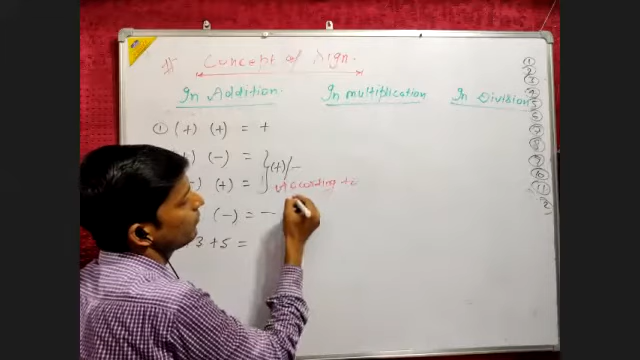 # Concept of Sign.
In Addition.
In multiplication
In Division
① (+) (+) = +
(-) =
(+)/-
(+) =
According to
(-) = -
3 + 5 =